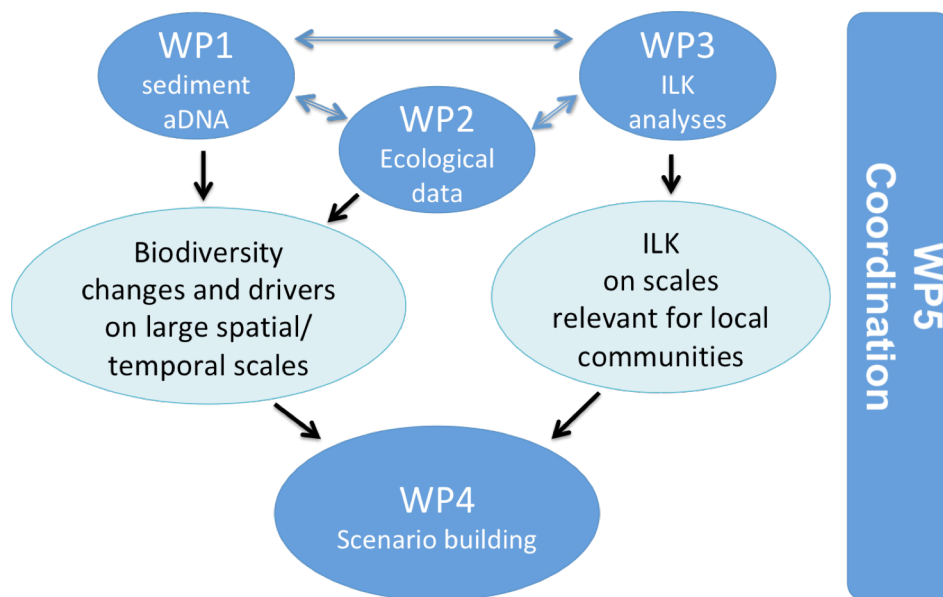 WP1
sediment
aDNA
WP3
ILK
analyses
WP2
Ecological
data
Biodiversity
changes and drivers
on large spatial/
temporal scales
ILK
on scales
relevant for local
communities
WP4
Scenario building
WP5
Coordination